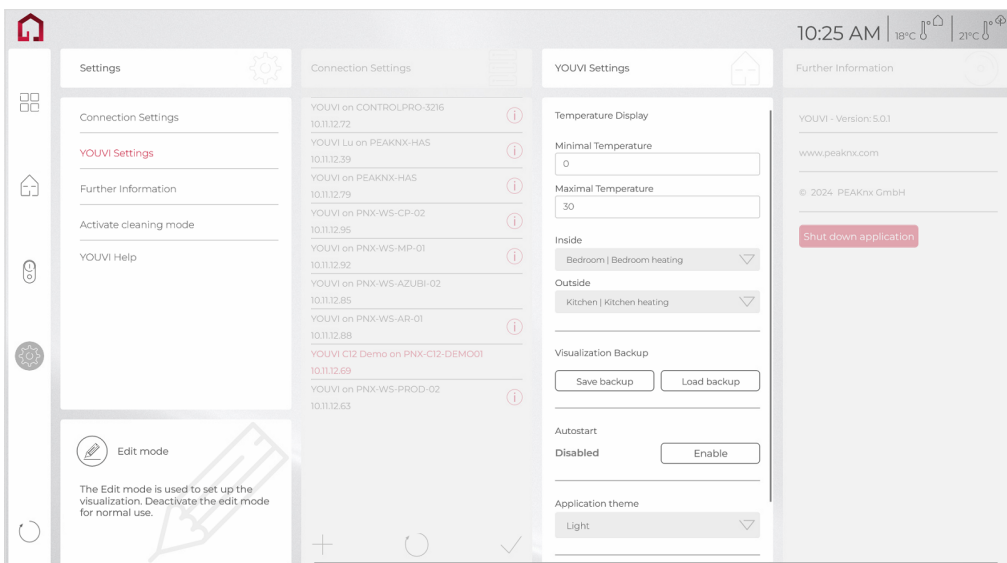 10:25 AM
18°C
21°C
Settings
Connection Settings
YOUVI Settings
Further Information
Activate cleaning mode
YOUVI Help
Edit mode
The Edit mode is used to set up the
visualization. Deactivate the edit mode
for normal use.
Connection Settings
YOUVI on CONTROLPRO-3216
10.11.12.72
YOUVI Lu on PEAKNX-HAS
10.11.12.39
YOUVI on PEAKNX-HAS
10.11.12.79
YOUVI on PNX-WS-CP-02
10.11.12.95
YOUVI on PNX-WS-MP-01
10.11.12.92
YOUVI on PNX-WS-AZUBI-02
10.11.12.85
YOUVI on PNX-WS-AR-01
10.11.12.88
YOUVI C12 Demo on PNX-C12-DEMO01
10.11.12.69
YOUVI on PNX-WS-PROD-02
10.11.12.63
YOUVI Settings
Temperature Display
Minimal Temperature
0
Maximal Temperature
30
Inside
Bedroom | Bedroom heating
Outside
Kitchen | Kitchen heating
Visualization Backup
Save backup
Load backup
Autostart
Disabled
Enable
Application theme
Light
Further Information
YOUVI - Version: 5.0.1
www.peaknx.com
© 2024 PEAKnx GmbH
Shut down application